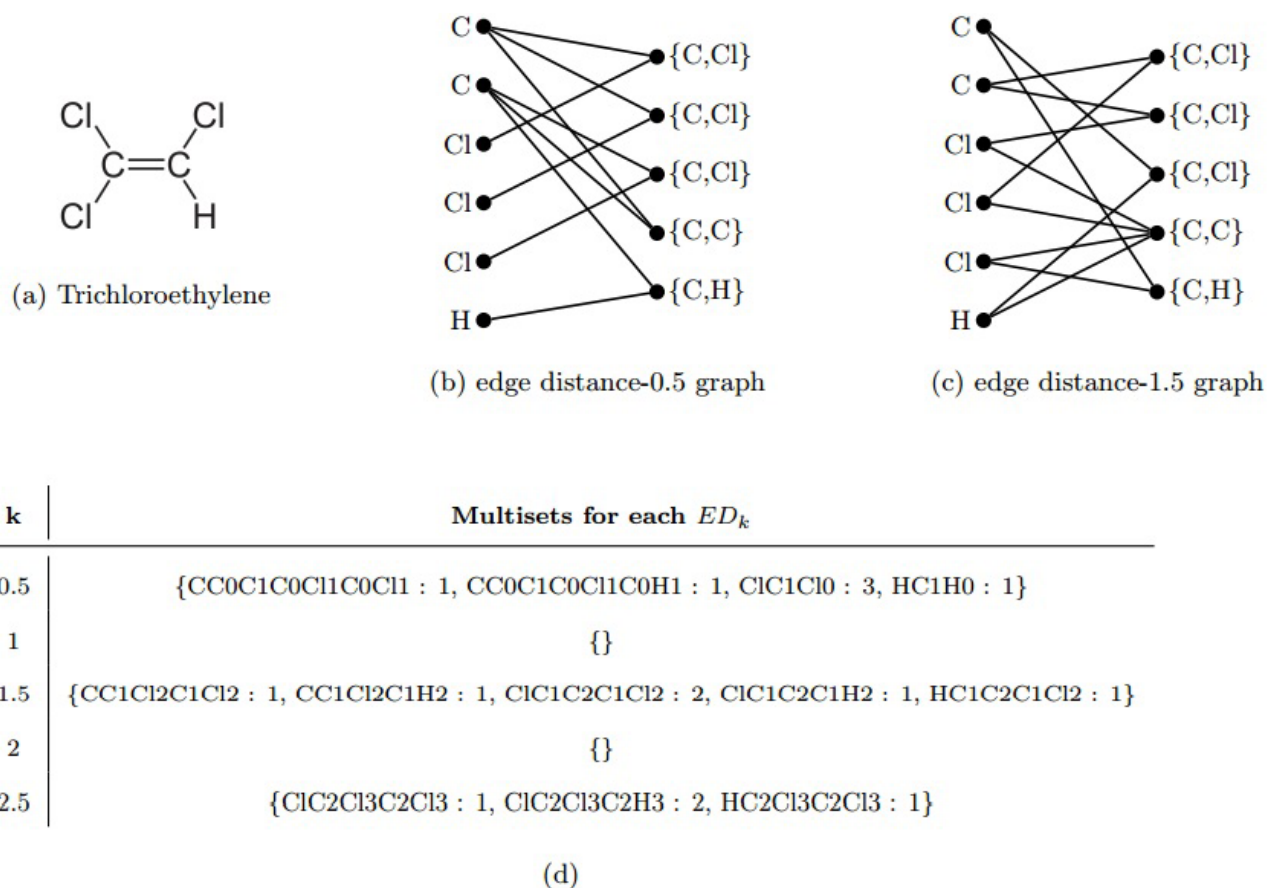 Cl
Cl
C
C
Cl
H
(a) Trichloroethylene
C
C
Cl
Cl
Cl
H
{C,Cl}
{C,Cl}
{C,Cl}
{C,C}
{C,H}
(b) edge distance-0.5 graph
C
C
Cl
Cl
Cl
H
{C,Cl}
{C,Cl}
{C,Cl}
{C,C}
{C,H}
(c) edge distance-1.5 graph
k Multisets for each EDₖ
0.5 {CC0C1C0Cl1C0Cl1 : 1, CC0C1C0Cl1C0H1 : 1, ClC1Cl0 : 3, HC1H0 : 1}
1 {}
1.5 {CC1Cl2C1Cl2 : 1, CC1Cl2C1H2 : 1, ClC1C2C1Cl2 : 2, ClC1C2C1H2 : 1, HC1C2C1Cl2 : 1}
2 {}
2.5 {ClC2Cl3C2Cl3 : 1, ClC2Cl3C2H3 : 2, HC2Cl3C2Cl3 : 1}
(d)